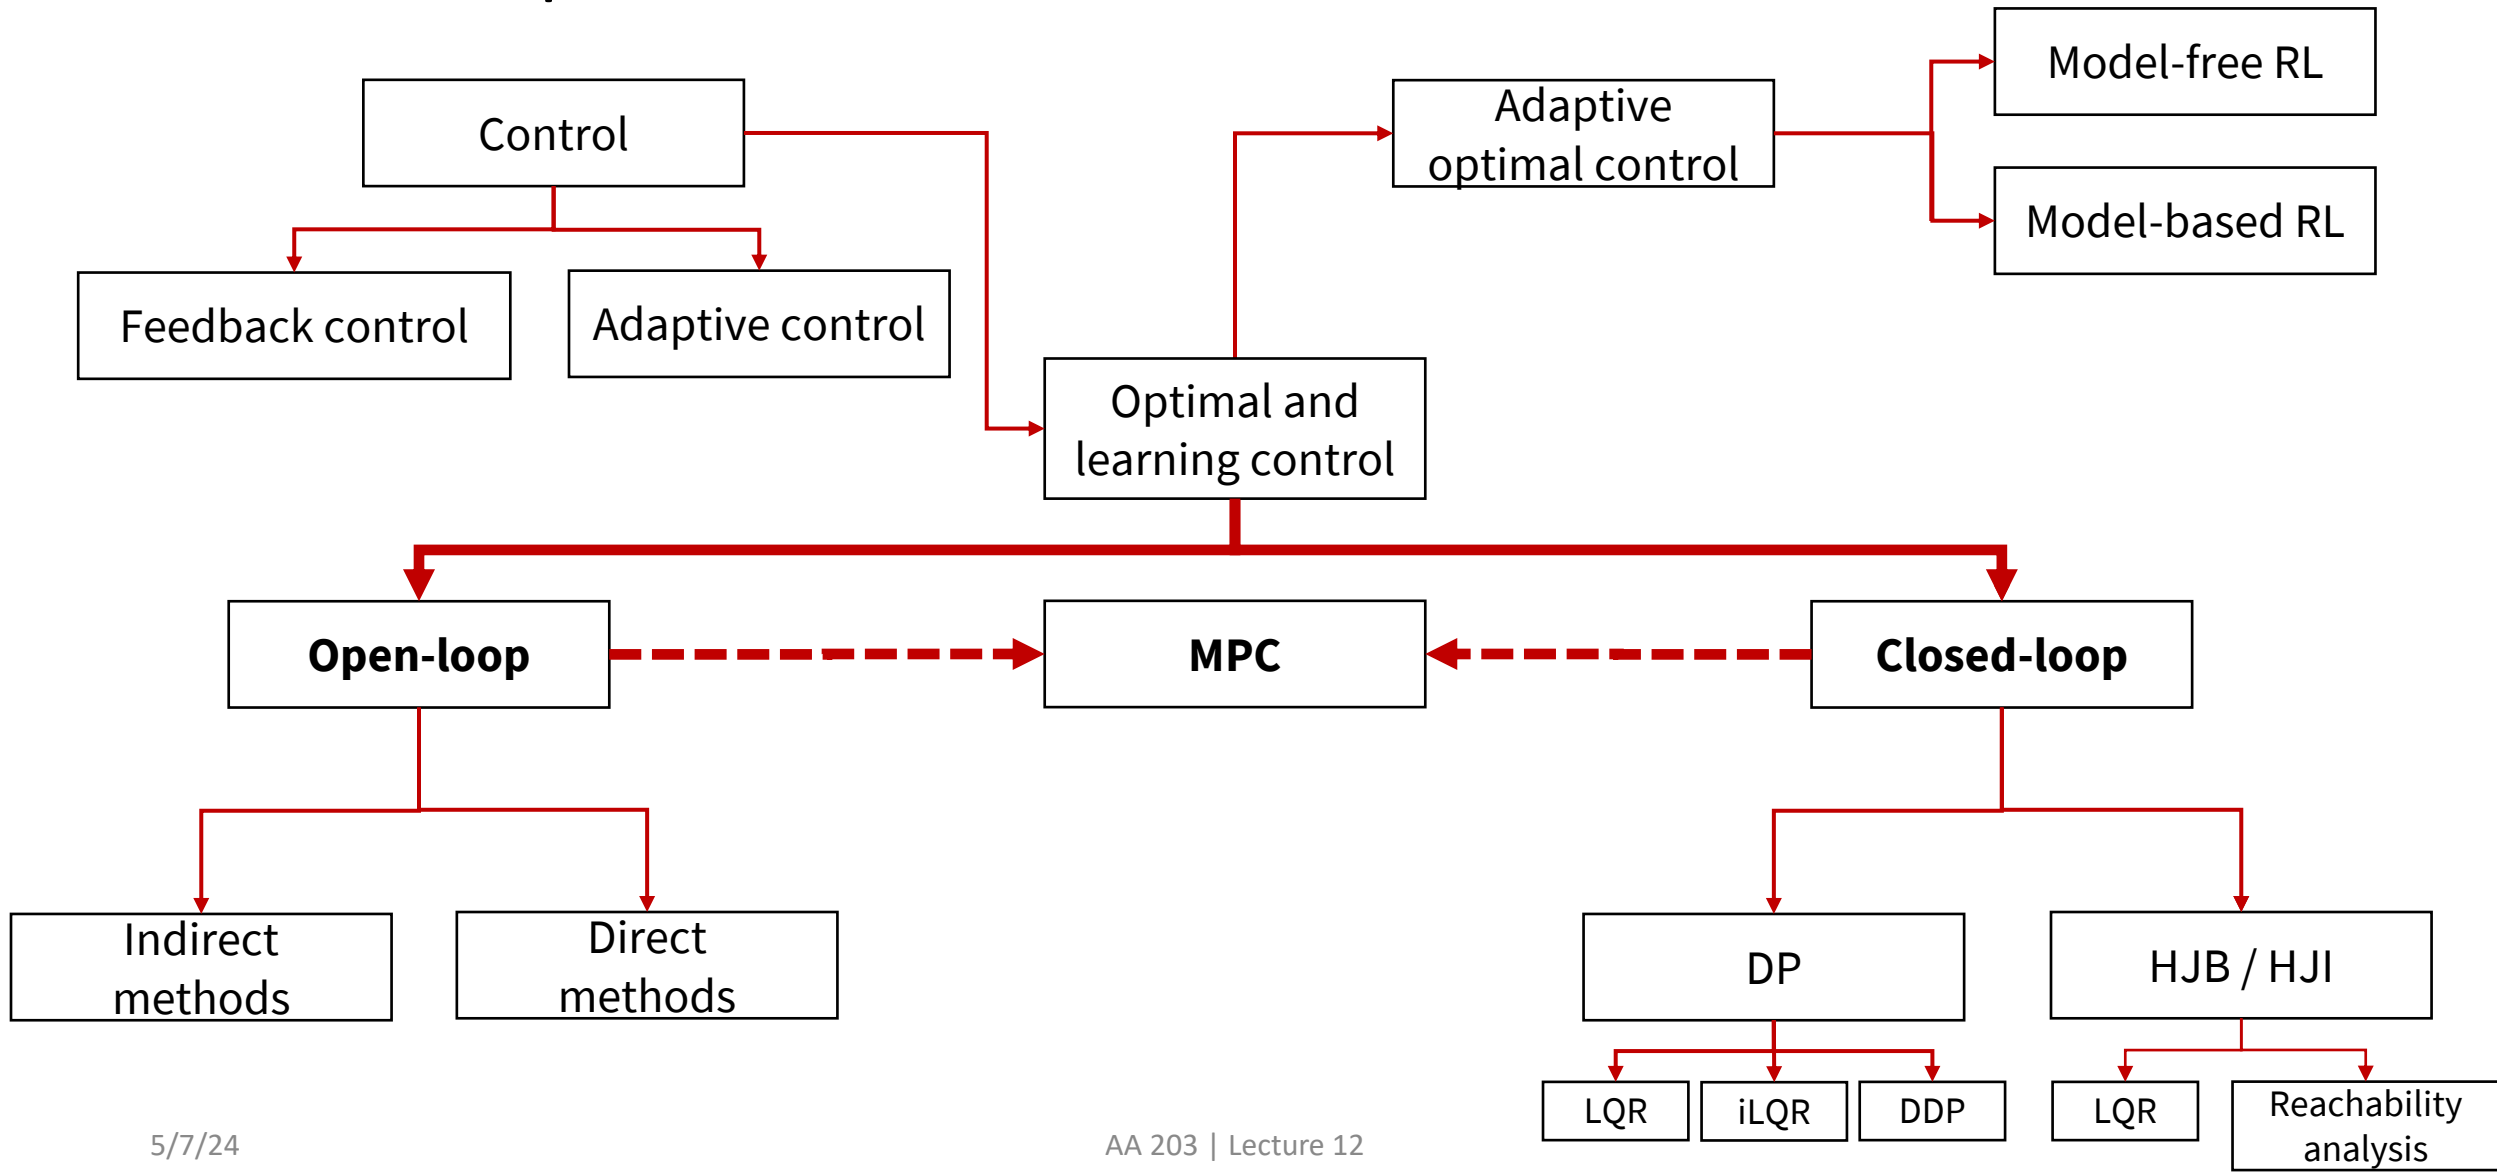 Model-free RL
Control
Adaptive
optimal control
Model-based RL
Feedback control
Adaptive control
Optimal and
learning control
Open-loop
MPC
Closed-loop
Indirect
methods
Direct
methods
DP
HJB / HJI
LQR
iLQR
DDP
LQR
Reachability
analysis
5/7/24
AA 203 | Lecture 12